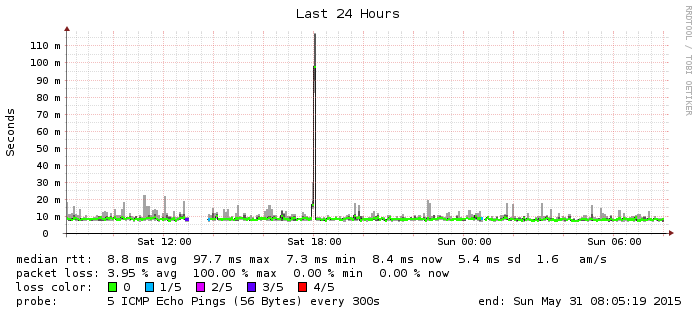 Last 24 Hours
RRDTOOL / TOBI OETIKER
Seconds
110 m
100 m
90 m
80 m
70 m
60 m
50 m
40 m
30 m
20 m
10 m
0
Sat 12:00 Sat 18:00 Sun 00:00 Sun 06:00
median rtt: 8.8 ms avg 97.7 ms max 7.3 ms min 8.4 ms now 5.4 ms sd 1.6 am/s
packet loss: 3.95 % avg 100.00 % max 0.00 % min 0.00 % now
loss color: 0 1/5 2/5 3/5 4/5
probe: 5 ICMP Echo Pings (56 Bytes) every 300s end: Sun May 31 08:05:19 2015